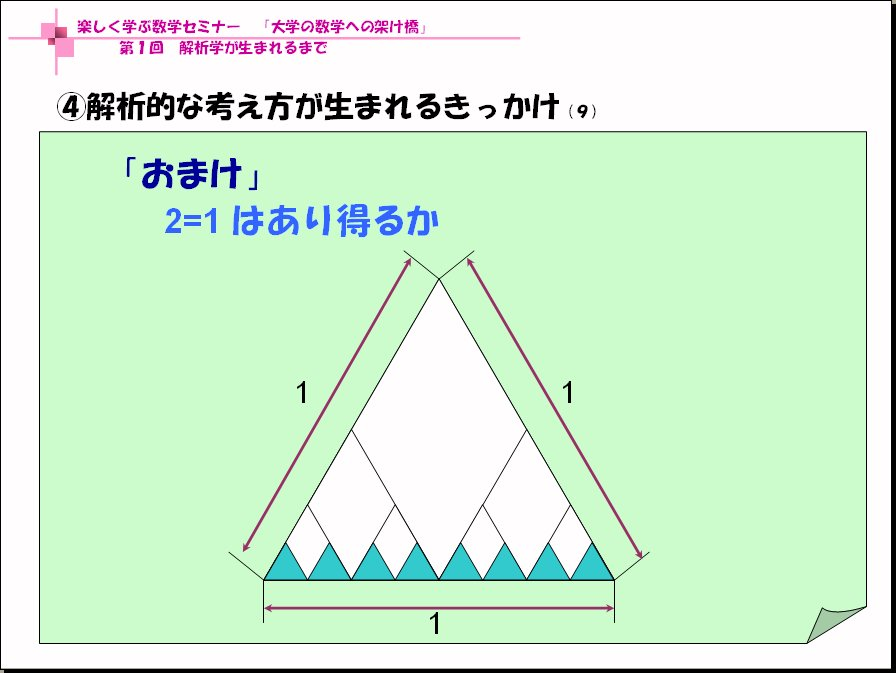 楽しく学ぶ数学セミナー 「大学の数学への架け橋」
第1回 解析学が生まれるまで
④解析的な考え方が生まれるきっかけ（9）
「おまけ」
2=1 はあり得るか
1
1
1